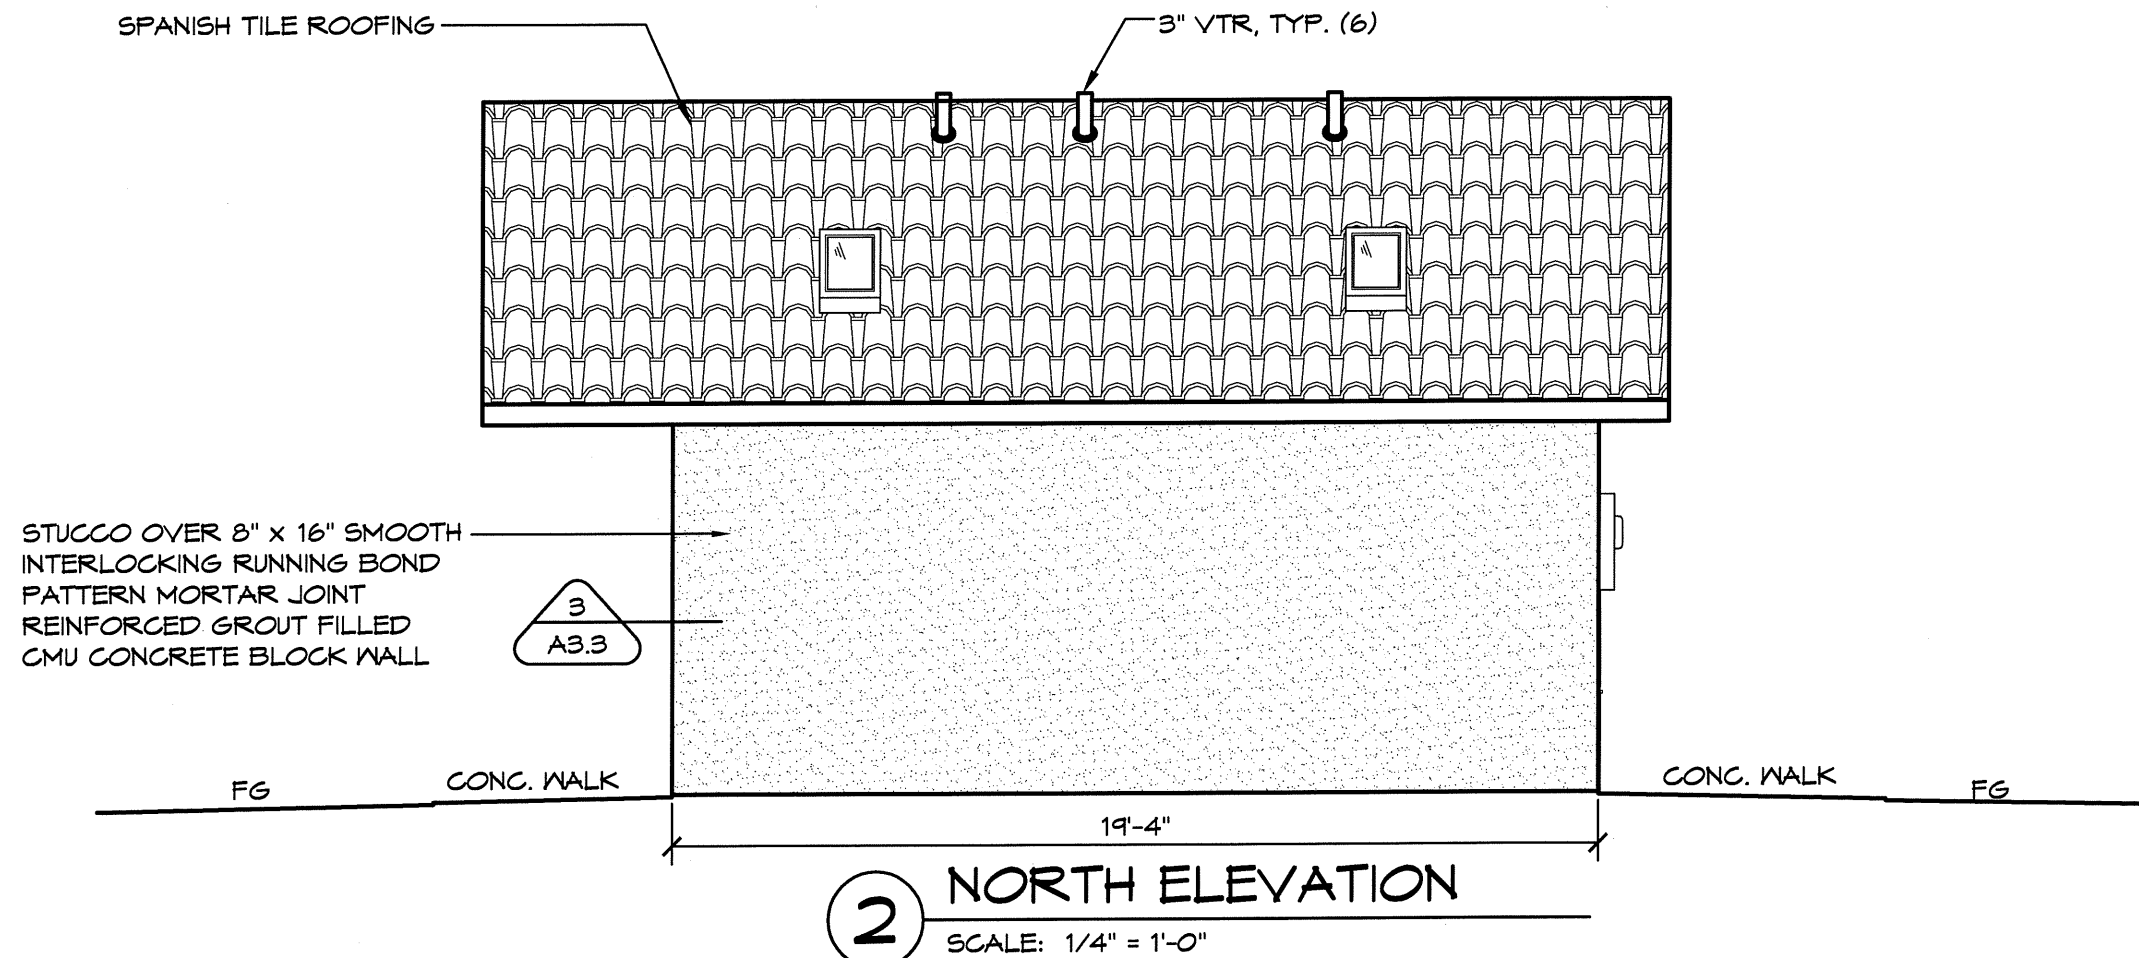 SPANISH TILE ROOFING
3" VTR, TYP. (6)
STUCCO OVER 8" x 16" SMOOTH
INTERLOCKING RUNNING BOND
PATTERN MORTAR JOINT
REINFORCED GROUT FILLED
CMU CONCRETE BLOCK WALL
3
A3.3
FG
CONC. WALK
CONC. WALK
FG
19'-4"
2
NORTH ELEVATION
SCALE: 1/4" = 1'-0"